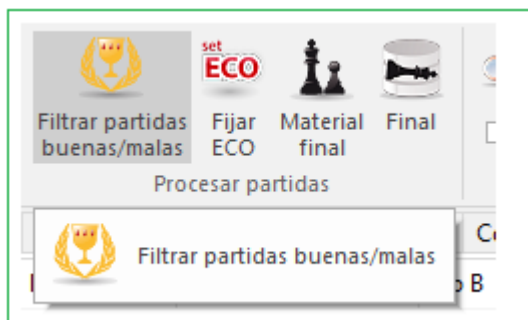 set
ECO
Filtrar partidas
buenas/malas
Fijar
ECO
Material
final
Final
Procesar partidas
Filtrar partidas buenas/malas
B